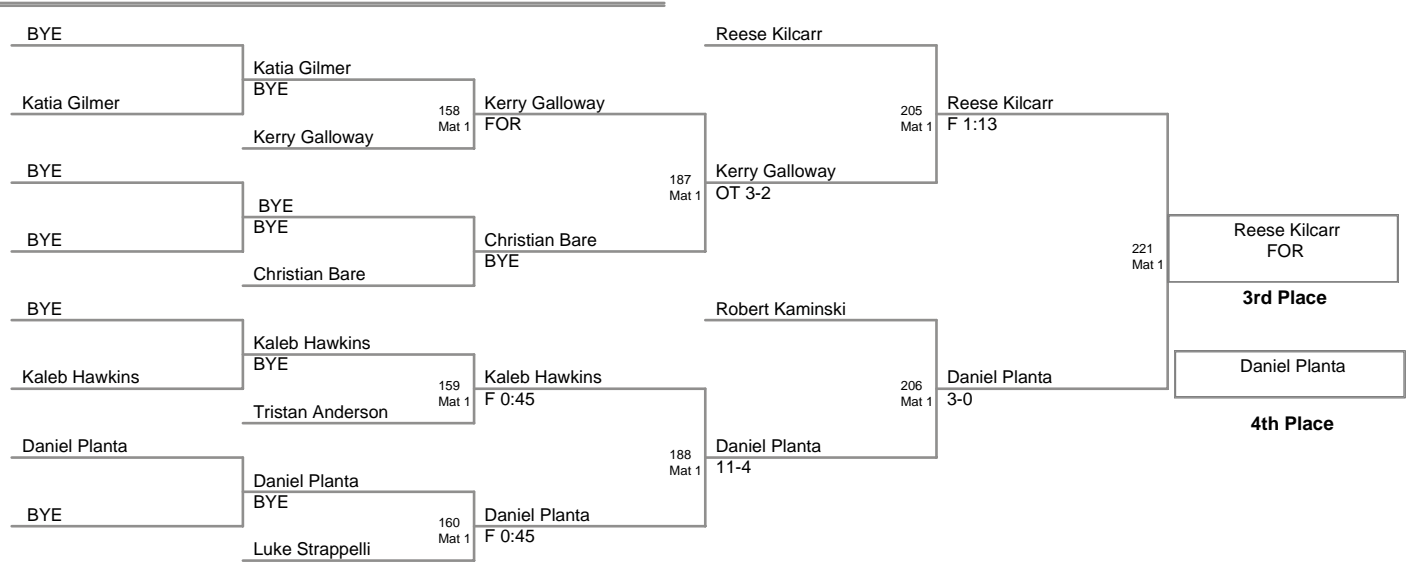 BYE
Katia Gilmer
BYE
BYE
BYE
Kaleb Hawkins
Daniel Planta
BYE
Katia Gilmer
BYE
Kerry Galloway
BYE
BYE
Christian Bare
Kaleb Hawkins
BYE
Tristan Anderson
Daniel Planta
BYE
Luke Strappelli
158
Mat 1
Kerry Galloway
FOR
Christian Bare
BYE
159
Mat 1
Kaleb Hawkins
F 0:45
160
Mat 1
Daniel Planta
F 0:45
Reese Kilcarr
187
Mat 1
Kerry Galloway
OT 3-2
Robert Kaminski
188
Mat 1
Daniel Planta
11-4
205
Mat 1
Reese Kilcarr
F 1:13
206
Mat 1
Daniel Planta
3-0
221
Mat 1
Reese Kilcarr
FOR
3rd Place
Daniel Planta
4th Place